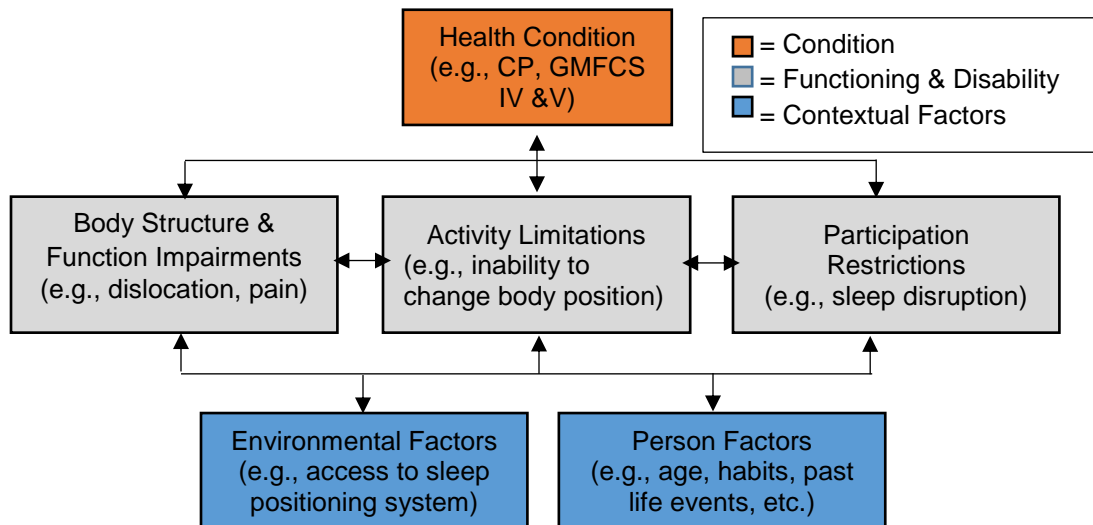 Health Condition
(e.g., CP, GMFCS
IV &V)
= Condition
= Functioning & Disability
= Contextual Factors
Body Structure &
Function Impairments
(e.g., dislocation, pain)
Activity Limitations
(e.g., inability to
change body position)
Participation
Restrictions
(e.g., sleep disruption)
Environmental Factors
(e.g., access to sleep
positioning system)
Person Factors
(e.g., age, habits, past
life events, etc.)